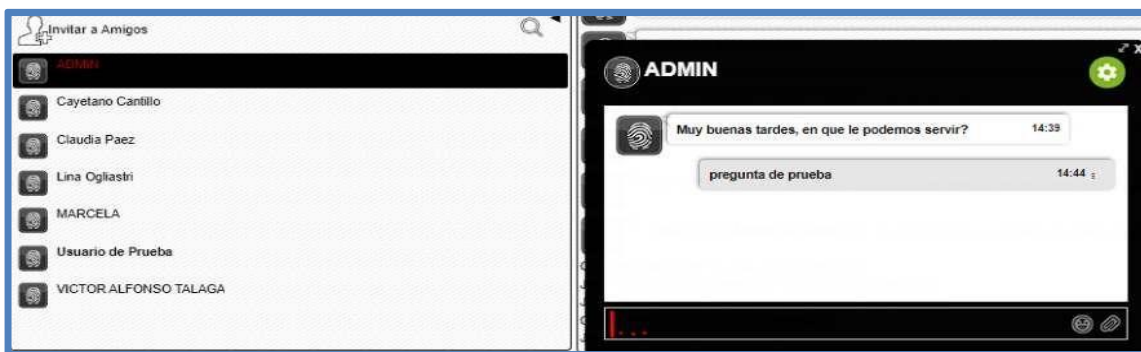 Invitar a Amigos
ADMIN
Cayetano Cantillo
Claudia Paez
Lina Ogliastri
MARCELA
Usuario de Prueba
VICTOR ALFONSO TALAGA
ADMIN
X
Muy buenas tardes, en que le podemos servir? 14:39
pregunta de prueba 14:44
...